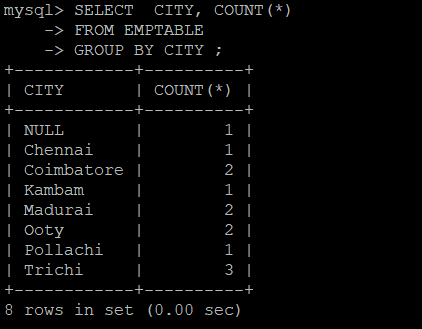 mysql> SELECT  CITY, COUNT(*)
    -> FROM EMPTABLE
    -> GROUP BY CITY ;
+------------+----------+
| CITY       | COUNT(*) |
+------------+----------+
| NULL       |        1 |
| Chennai    |        1 |
| Coimbatore |        2 |
| Kambam     |        1 |
| Madurai    |        2 |
| Ooty       |        2 |
| Pollachi   |        1 |
| Trichi     |        3 |
+------------+----------+
8 rows in set (0.00 sec)